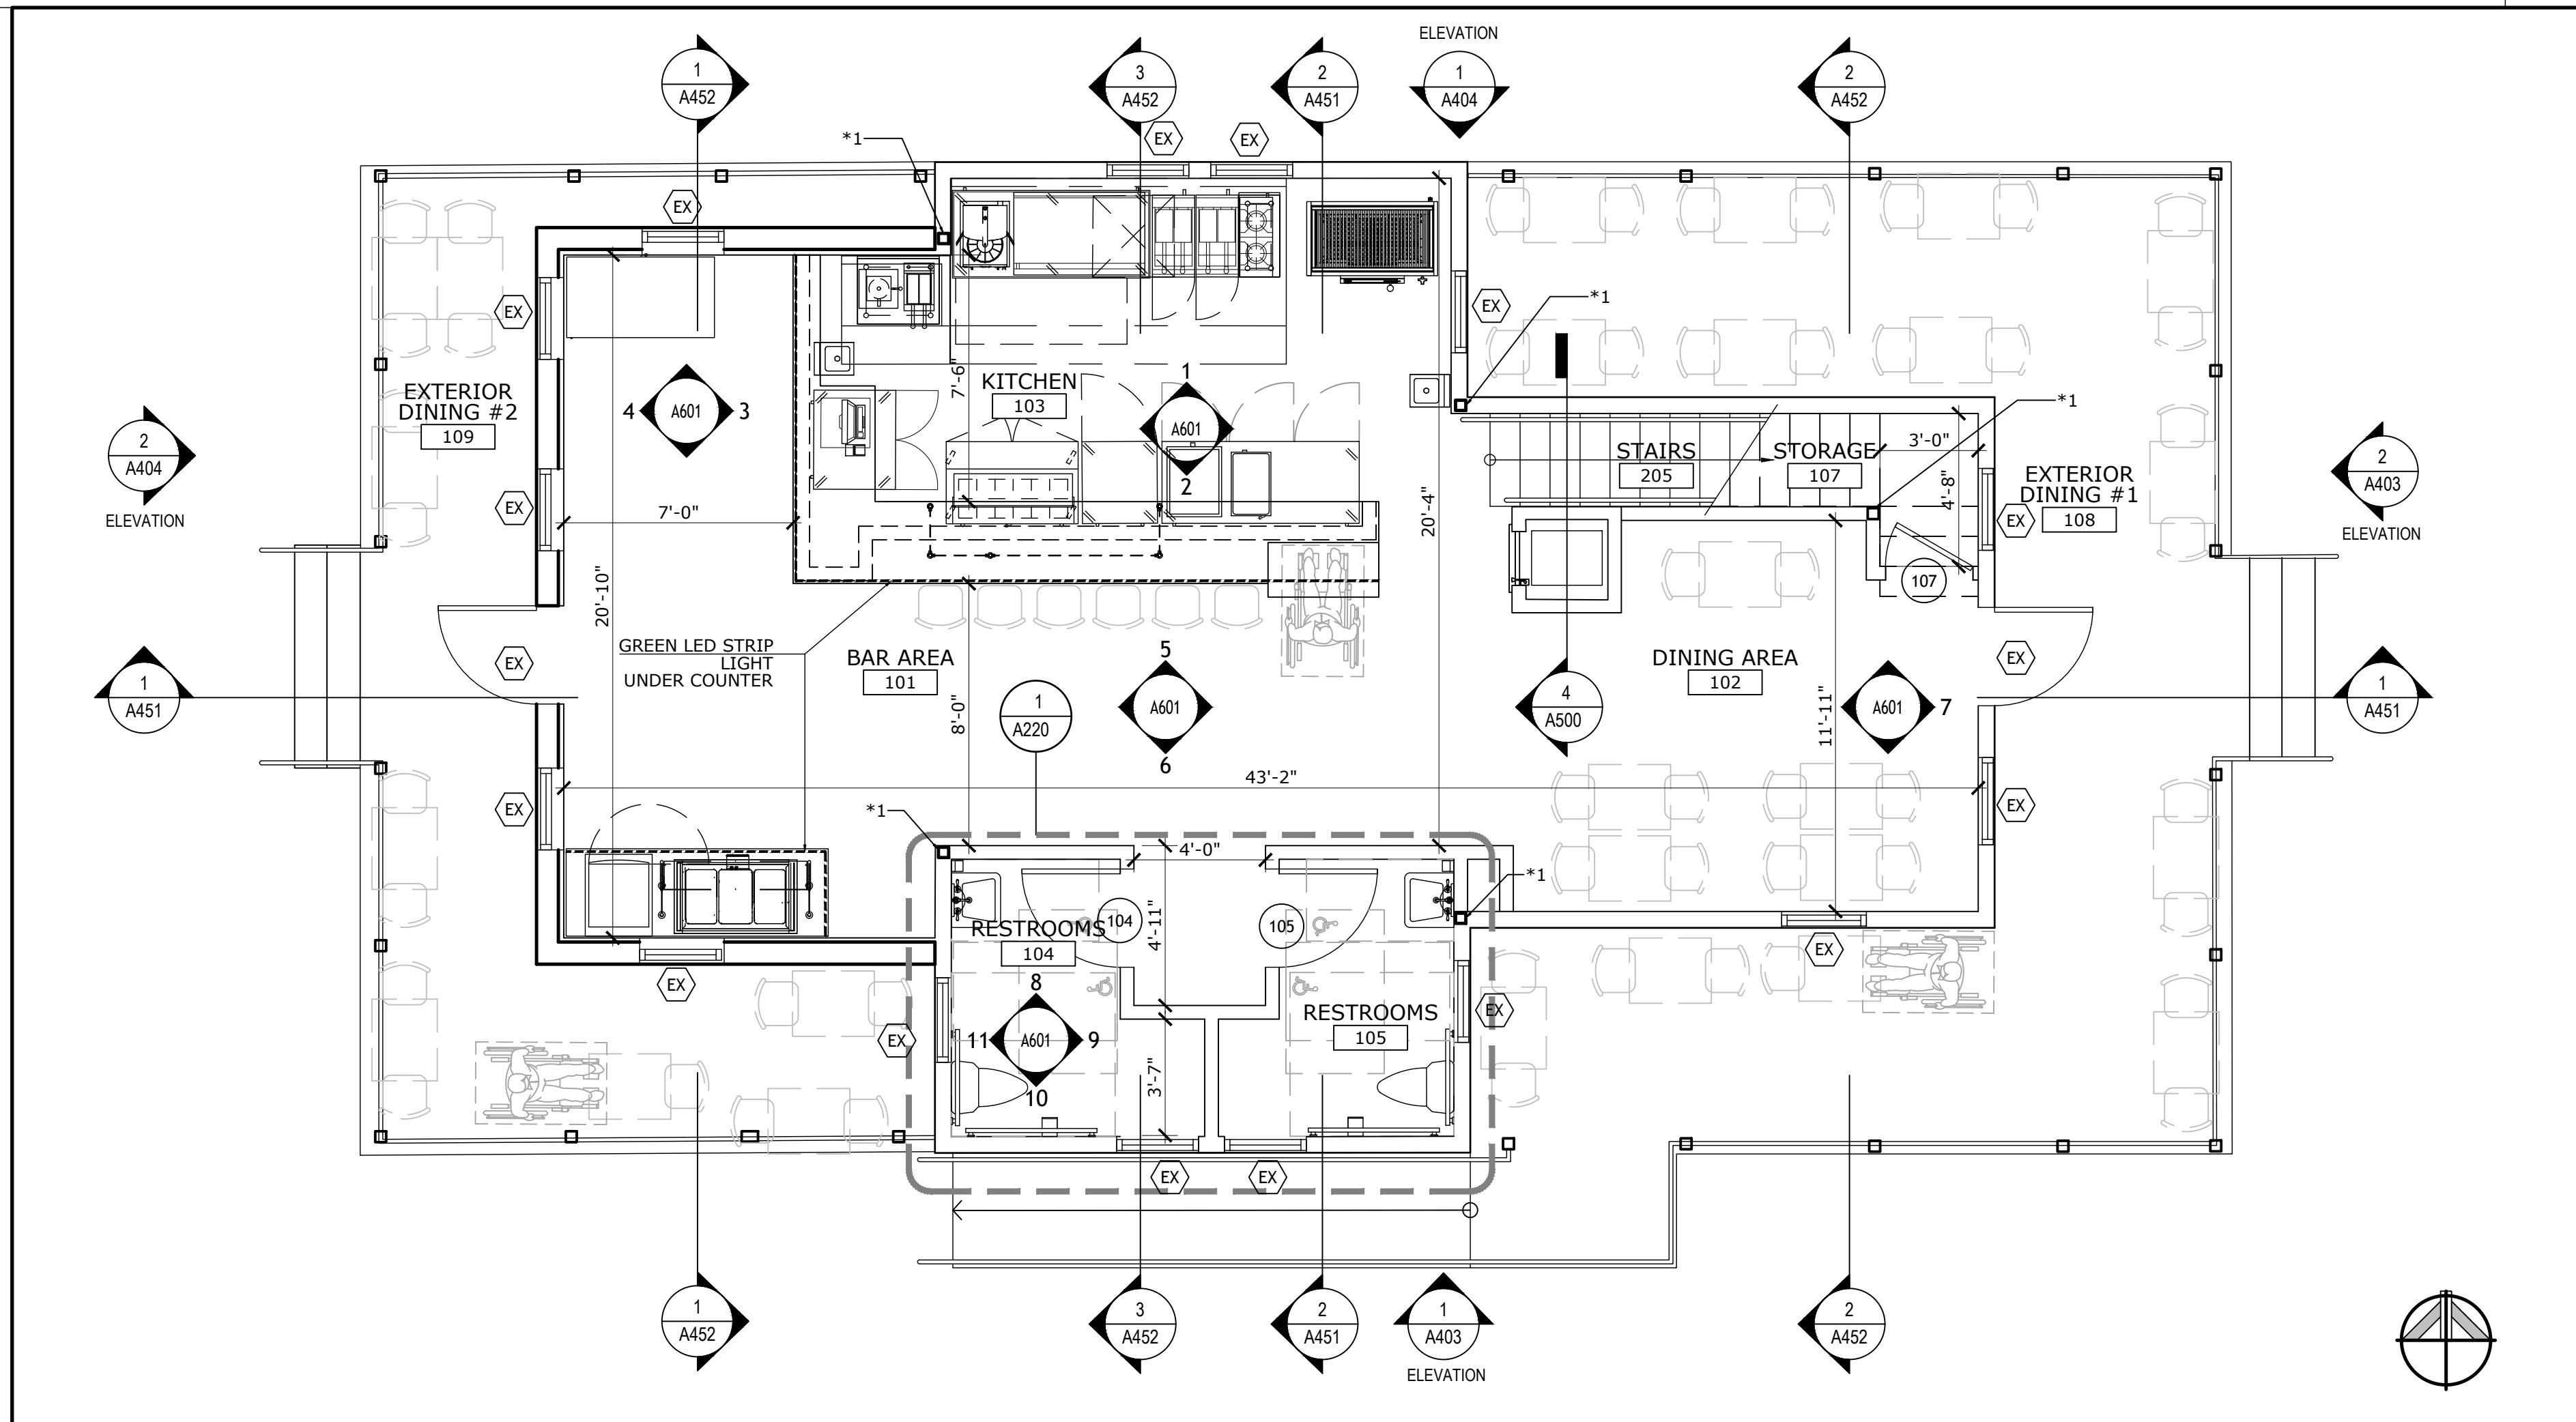 ELEVATION
1
A452
3
A452
2
A451
1
A404
2
A452
*1
EX
EX
EX
EX
EX
*1
KITCHEN
103
7'-6"
1
A601
2
EXTERIOR
DINING #2
109
4
A601
3
2
A404
ELEVATION
*1
STAIRS
205
STORAGE
107
3'-0"
4'-8"
EXTERIOR
DINING #1
108
2
A403
ELEVATION
EX
7'-0"
20'-4"
EX
107
20'-10"
GREEN LED STRIP
LIGHT
UNDER COUNTER
BAR AREA
101
5
A601
6
DINING AREA
102
EX
EX
1
A451
8'-0"
1
A220
4
A500
11'-11"
A601
7
1
A451
43'-2"
EX
*1
EX
4'-0"
*1
104
105
RESTROOMS
104
4'-11"
EX
EX
8
11
A601
9
10
EX
RESTROOMS
105
EX
3'-7"
EX
EX
1
A452
3
A452
2
A451
1
A403
ELEVATION
2
A452